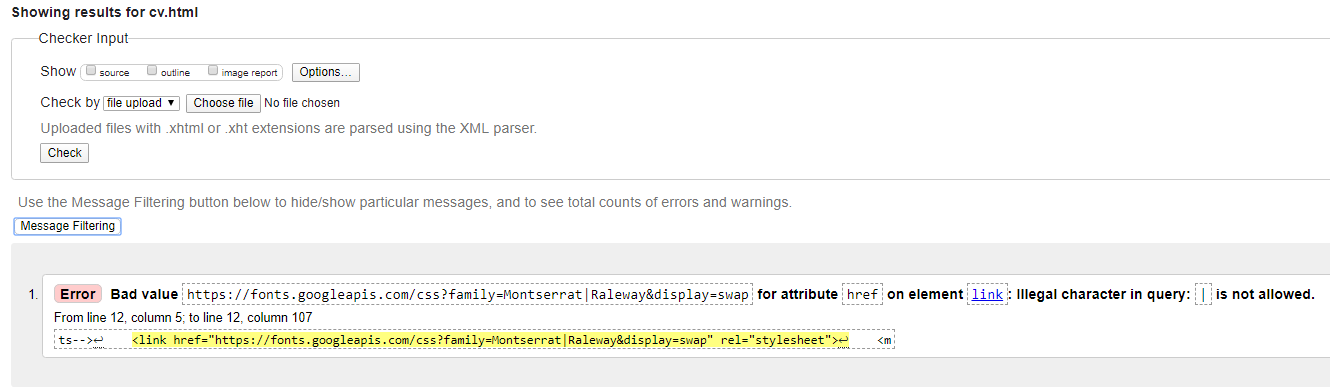 Showing results for cv.html
Checker Input
Show source outline image report Options...
Check by file upload ▼ Choose file No file chosen
Uploaded files with .xhtml or .xht extensions are parsed using the XML parser.
Check
Use the Message Filtering button below to hide/show particular messages, and to see total counts of errors and warnings.
Message Filtering
1. Error Bad value https://fonts.googleapis.com/css?family=Montserrat|Raleway&display=swap for attribute href on element link: Illegal character in query: | is not allowed.
From line 12, column 5; to line 12, column 107
ts-->↩ <link href="https://fonts.googleapis.com/css?family=Montserrat|Raleway&display=swap" rel="stylesheet">↩ <m